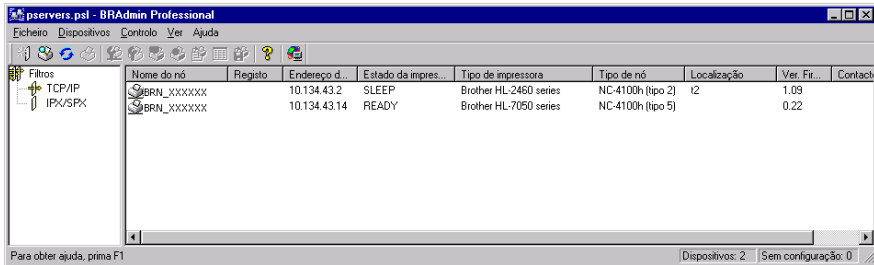 pservers.psl - BRAdmin Professional
Ficheiro Dispositivos Controlo Ver Ajuda
Filtros
TCP/IP
IPX/SPX
Nome do nó Registo Endereço d... Estado da impres... Tipo de impressora Tipo de nó Localização Ver. Fir... Contacto
BRN_XXXXXX 10.134.43.2 SLEEP Brother HL-2460 series NC-4100h (tipo 2) t2 1.09
BRN_XXXXXX 10.134.43.14 READY Brother HL-7050 series NC-4100h (tipo 5) 0.22
Para obter ajuda, prima F1 Dispositivos: 2 Sem configuração: 0